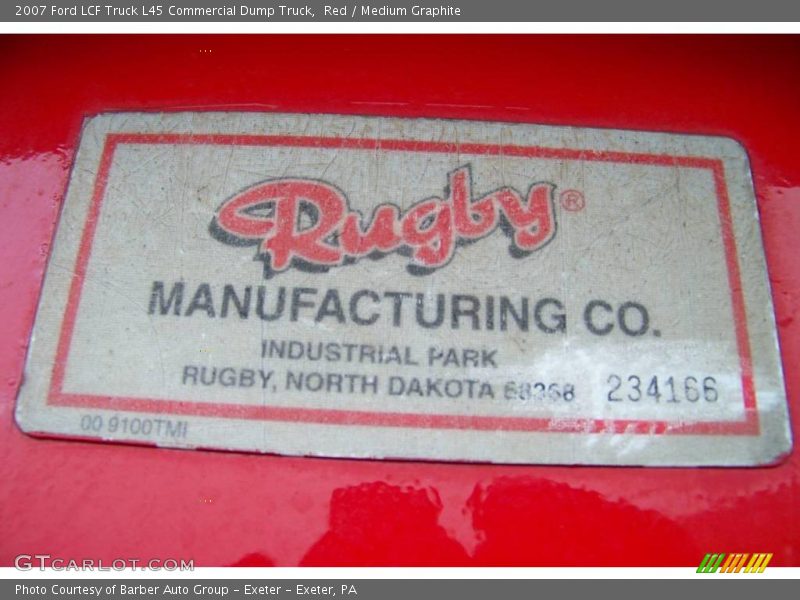 2007 Ford LCF Truck L45 Commercial Dump Truck, Red / Medium Graphite
Rugby®
MANUFACTURING CO.
INDUSTRIAL PARK
RUGBY, NORTH DAKOTA 234166
00 9100TMI
GTCARLOT.COM
Photo Courtesy of Barber Auto Group - Exeter - Exeter, PA